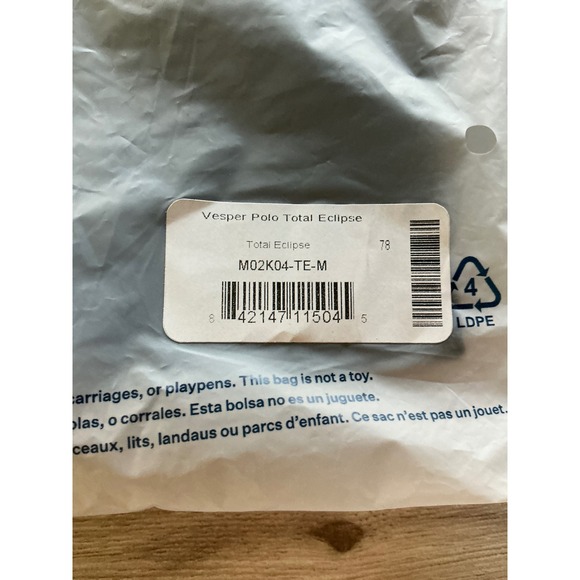 Vesper Polo Total Eclipse
Total Eclipse 78
M02K04-TE-M
8 42147 11504 5
4
LDPE
carriages, or playpens. This bag is not a toy.
o corrales. Esta bolsa no es un juguete.
lits, landaus ou parcs d'enfant. Ce sac n'est pas un jouet.